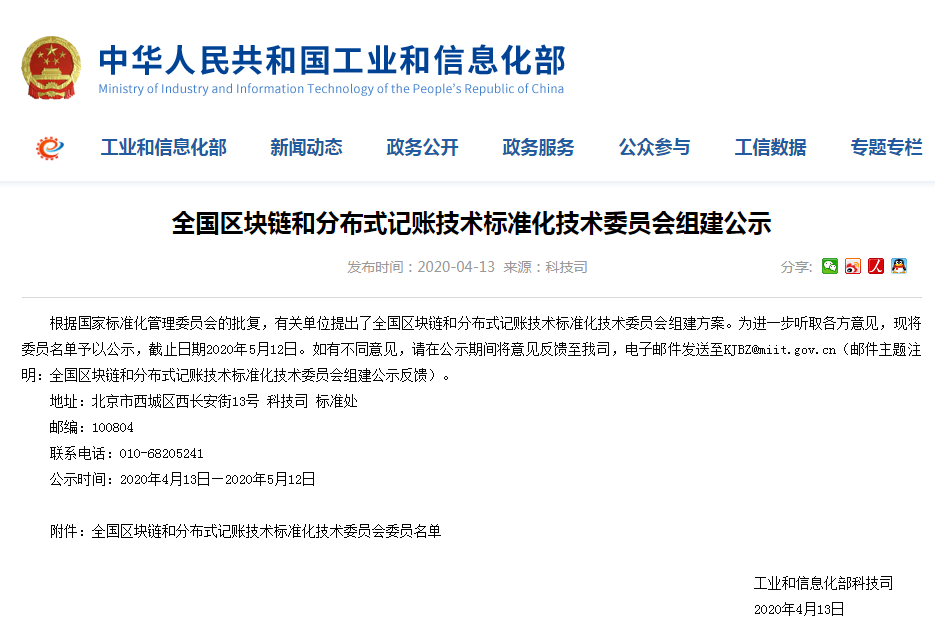 中华人民共和国工业和信息化部
Ministry of Industry and Information Technology of the People's Republic of China
工业和信息化部 新闻动态 政务公开 政务服务 公众参与 工信数据 专题专栏
全国区块链和分布式记账技术标准化技术委员会组建公示
发布时间：2020-04-13 来源：科技司 分享:
根据国家标准化管理委员会的批复，有关单位提出了全国区块链和分布式记账技术标准化技术委员会组建方案。为进一步听取各方意见，现将
委员名单予以公示，截止日期2020年5月12日。如有不同意见，请在公示期间将意见反馈至我司，电子邮件发送至KJBZ@miit.gov.cn（邮件主题注
明：全国区块链和分布式记账技术标准化技术委员会组建公示反馈）。
地址：北京市西城区西长安街13号 科技司 标准处
邮编：100804
联系电话：010-68205241
公示时间：2020年4月13日－2020年5月12日
附件：全国区块链和分布式记账技术标准化技术委员会委员名单
工业和信息化部科技司
2020年4月13日